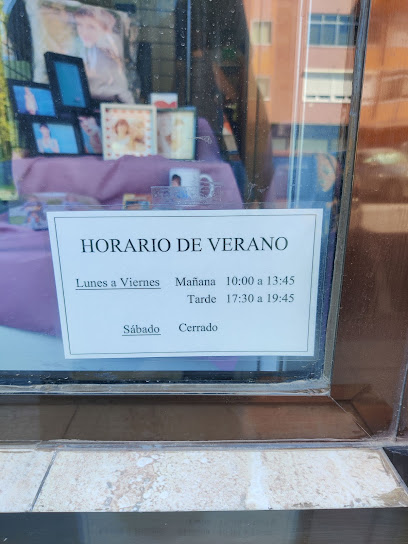 HORARIO DE VERANO
Lunes a Viernes Mañana 10:00 a 13:45
Tarde 17:30 a 19:45
Sábado Cerrado